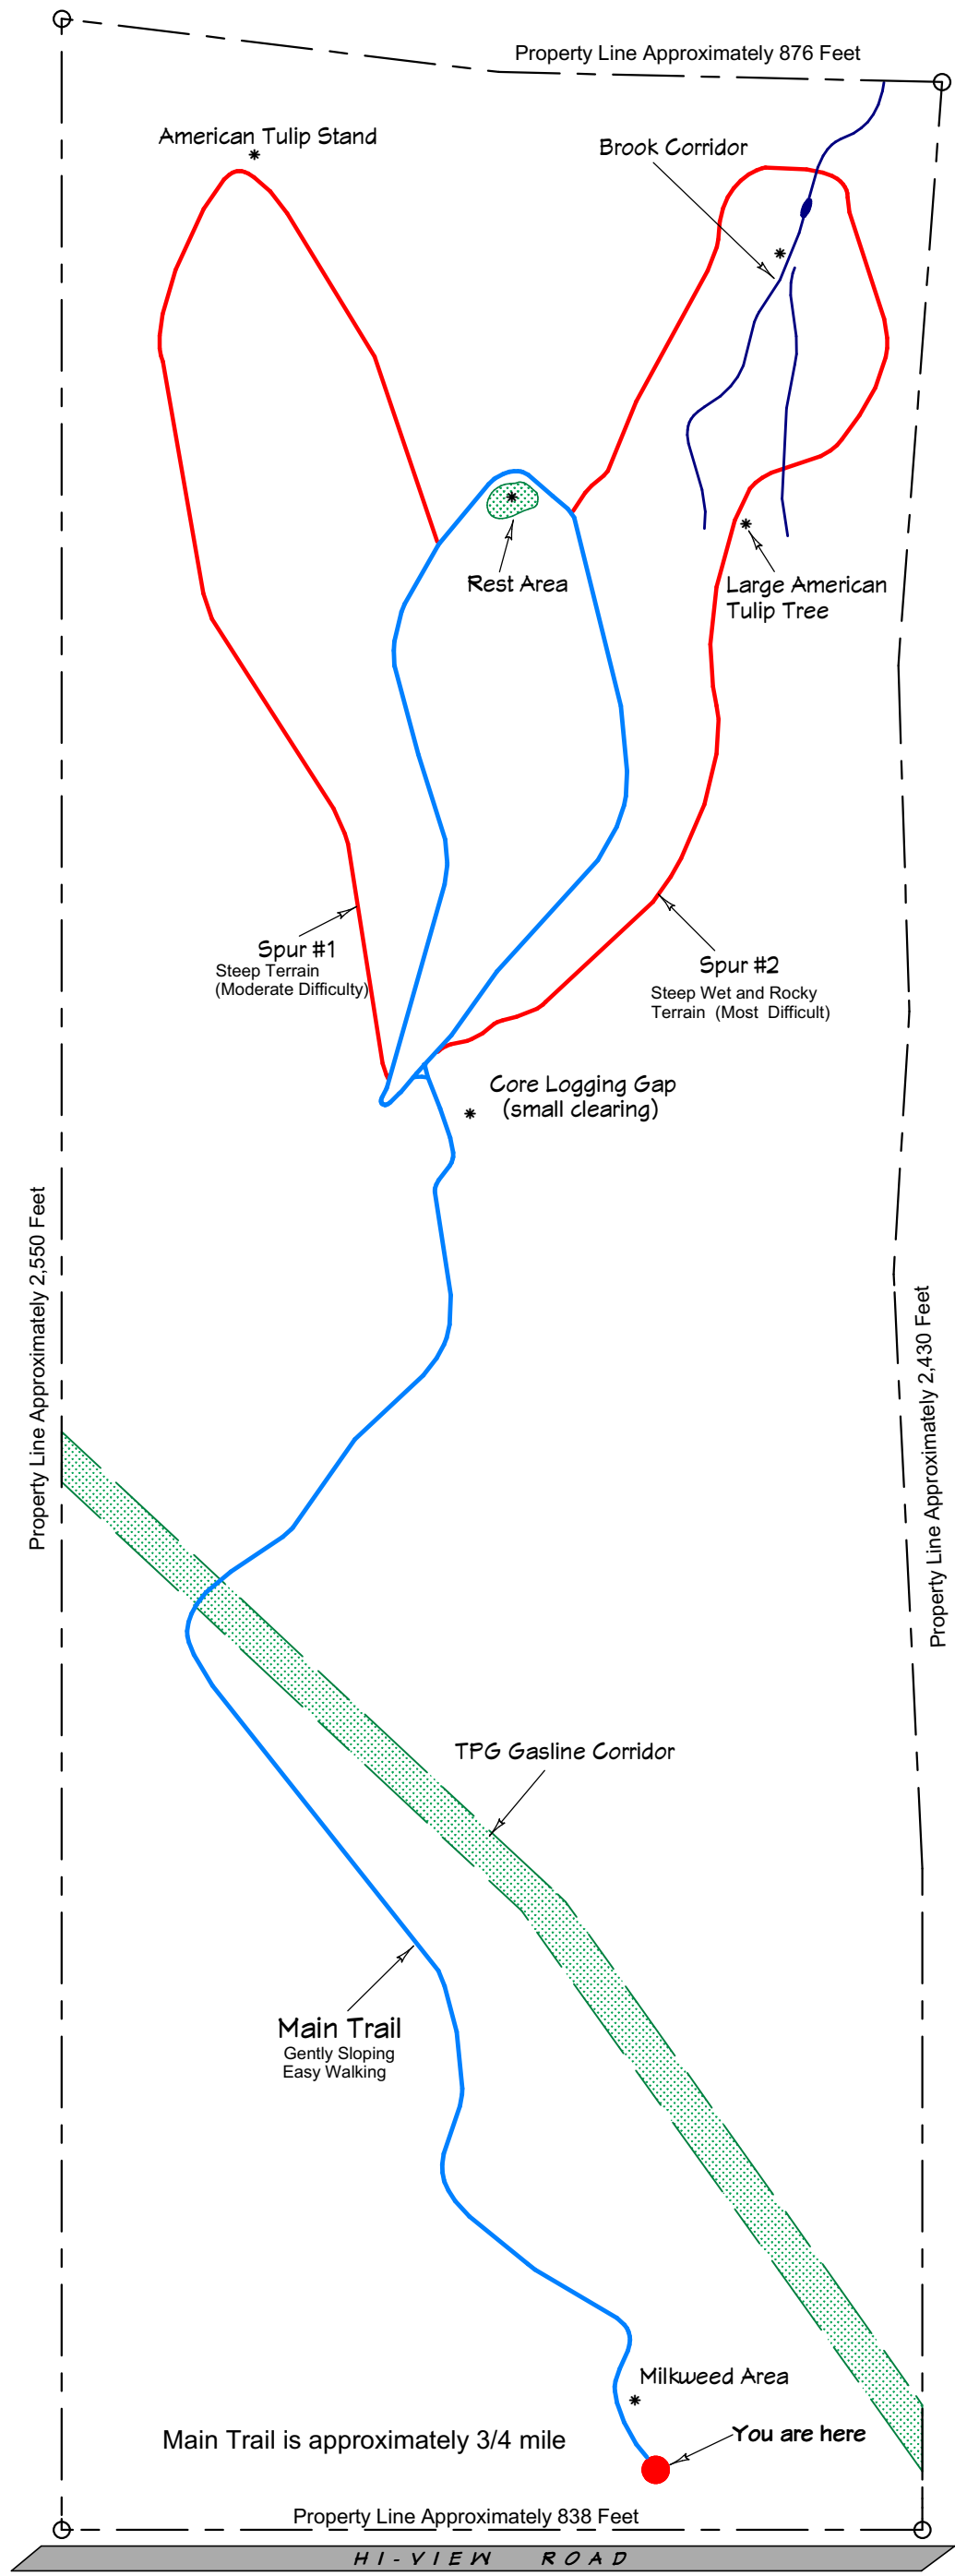 Property Line Approximately 876 Feet
American Tulip Stand
Brook Corridor
Rest Area
Large American
Tulip Tree
Spur #1
Steep Terrain
(Moderate Difficulty)
Spur #2
Steep Wet and Rocky
Terrain (Most Difficult)
Core Logging Gap
(small clearing)
Property Line Approximately 2,550 Feet
Property Line Approximately 2,430 Feet
TPG Gasline Corridor
Main Trail
Gently Sloping
Easy Walking
Milkweed Area
You are here
Main Trail is approximately 3/4 mile
Property Line Approximately 838 Feet
HI-VIEW ROAD